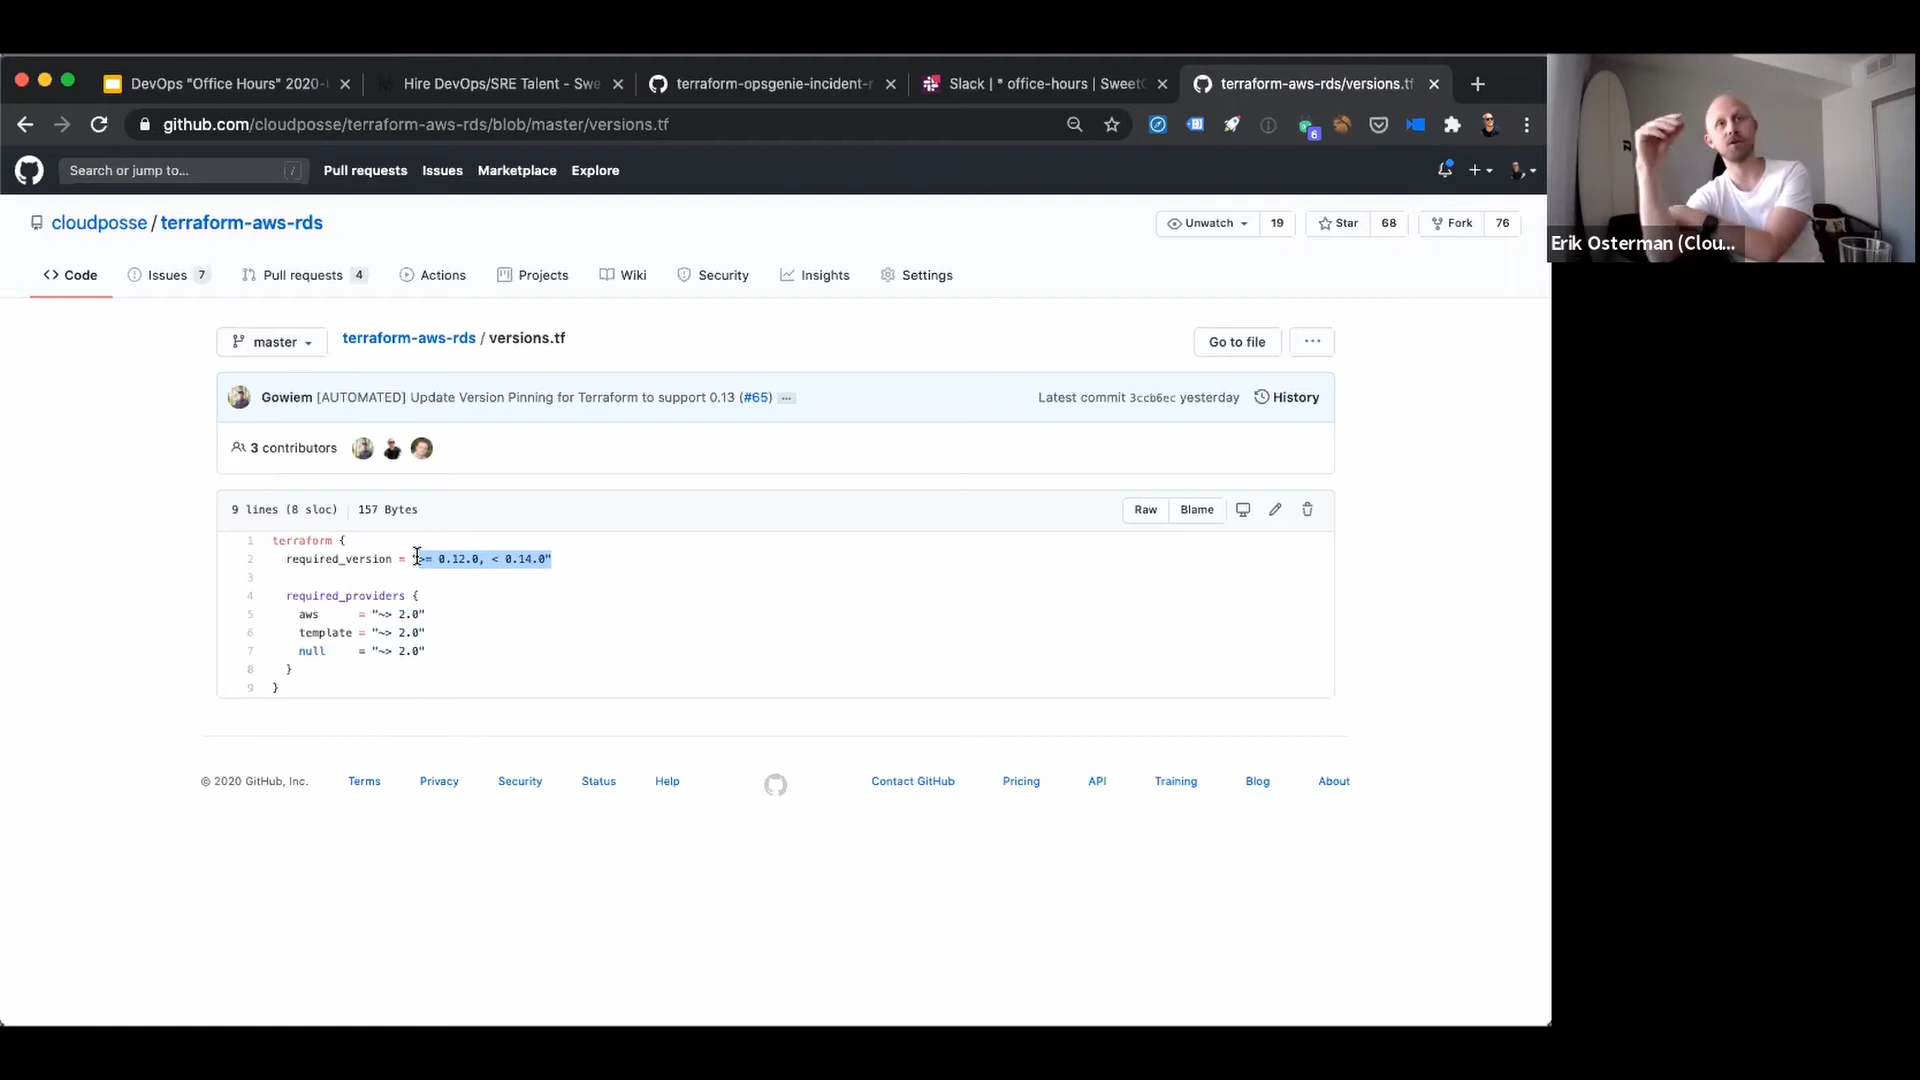 DevOps "Office Hours" 2020-
Hire DevOps/SRE Talent - Swe
terraform-opsgenie-incident-r
Slack | * office-hours | SweetO
terraform-aws-rds/versions.tf
github.com/cloudposse/terraform-aws-rds/blob/master/versions.tf
6
Search or jump to...
/
Pull requests
Issues
Marketplace
Explore
cloudposse / terraform-aws-rds
Unwatch 19
Star 68
Fork 76
Erik Osterman (Clou...
Code
Issues 7
Pull requests 4
Actions
Projects
Wiki
Security
Insights
Settings
master
terraform-aws-rds / versions.tf
Go to file
...
Gowiem [AUTOMATED] Update Version Pinning for Terraform to support 0.13 (#65) ...
Latest commit 3ccb6ec yesterday
History
3 contributors
9 lines (8 sloc) | 157 Bytes
Raw
Blame
1 terraform {
2 required_version = ">= 0.12.0, < 0.14.0"
3
4 required_providers {
5 aws = "~> 2.0"
6 template = "~> 2.0"
7 null = "~> 2.0"
8 }
9 }
© 2020 GitHub, Inc.
Terms
Privacy
Security
Status
Help
Contact GitHub
Pricing
API
Training
Blog
About